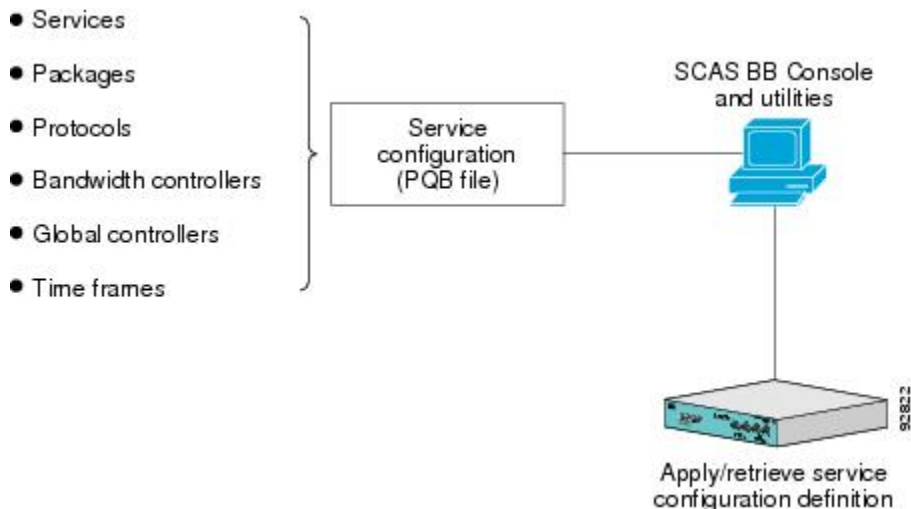 Services
Packages
Protocols
Bandwidth controllers
Global controllers
Time frames
Service
configuration
(PQB file)
SCAS BB Console
and utilities
92822
Apply/retrieve service
configuration definition